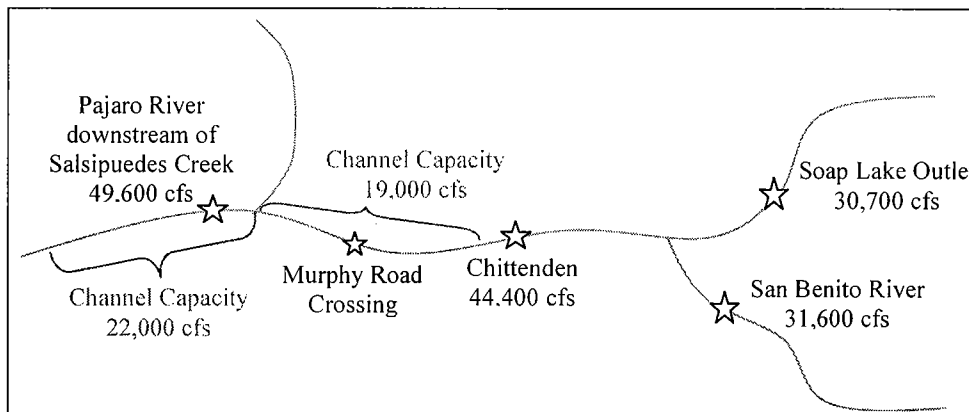 Pajaro River
downstream of
Salsipuedes Creek
49.600 cfs
Channel Capacity
19,000 cfs
Soap Lake Outle
30,700 cfs
Murphy Road
Crossing
Chittenden
44.400 cfs
Channel Capacity
22,000 cfs
San Benito River
31,600 cfs